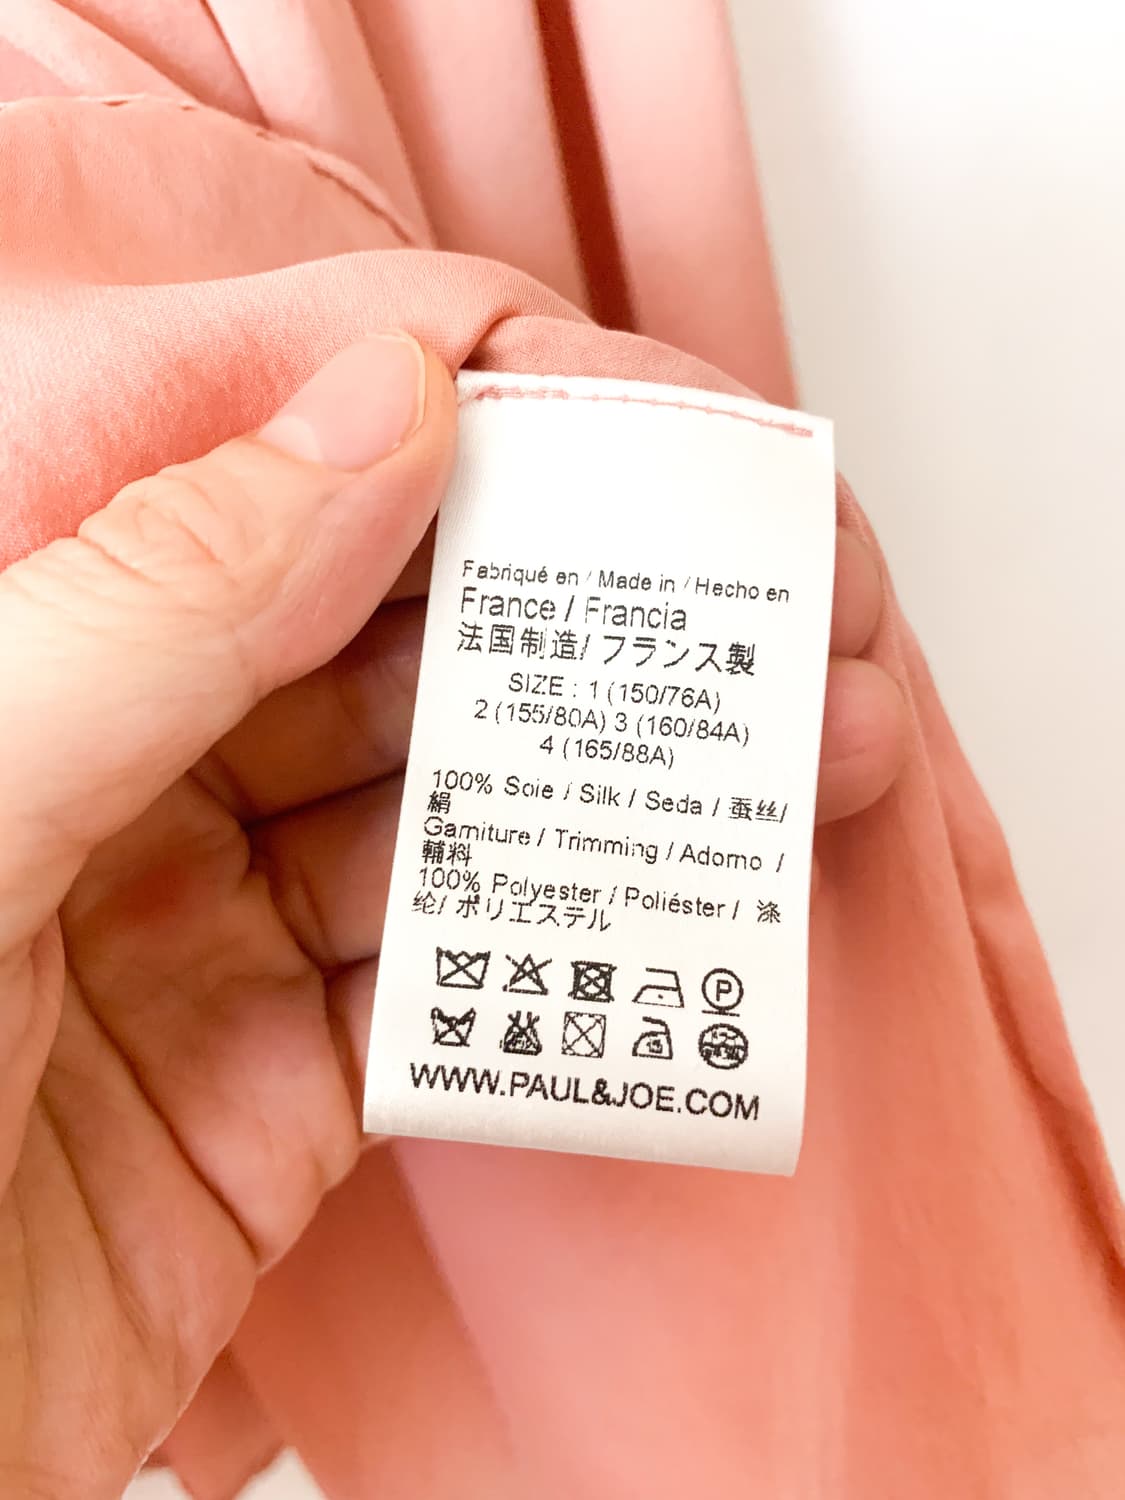 Fabriqué en / Made in / Hecho en
France / Francia
法国制造/ フランス製
SIZE : 1 (150/76A)
2 (155/80A) 3 (160/84A)
4 (165/88A)
100% Soie / Silk / Seda / 蚕丝/
絹
Garniture / Trimming / Adorno /
輔料
100% Polyester / Poliéster / 涤
纶/ ポリエステル
P
WWW.PAUL&JOE.COM